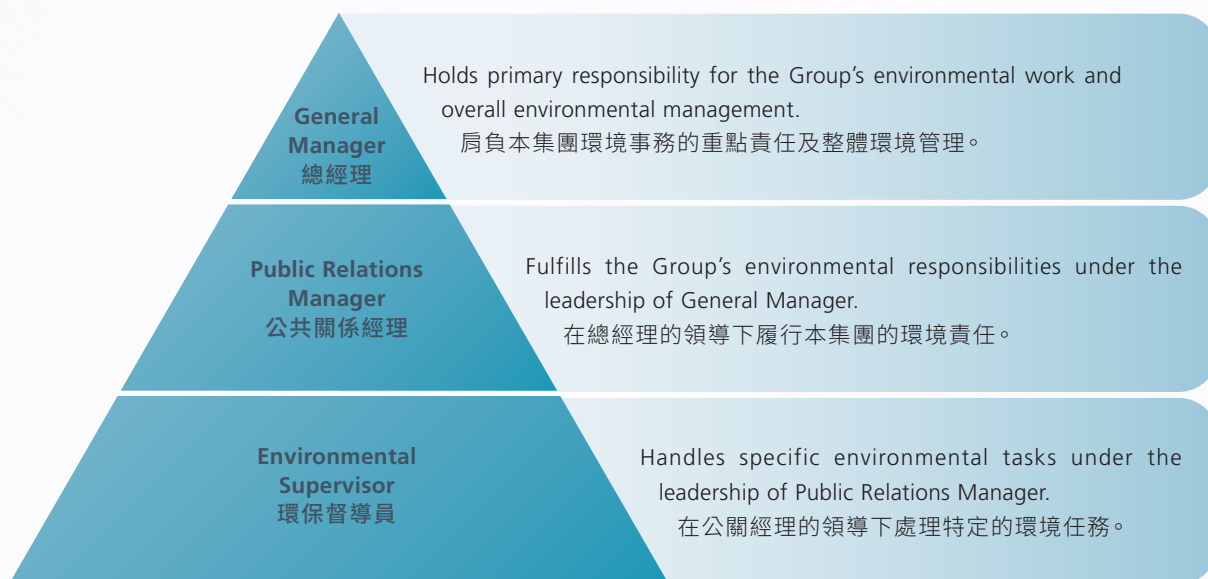 General
Manager
總經理
Holds primary responsibility for the Group's environmental work and
overall environmental management.
肩負本集團環境事務的重點責任及整體環境管理。
Public Relations
Manager
公共關係經理
Fulfills the Group's environmental responsibilities under the
leadership of General Manager.
在總經理的領導下履行本集團的環境責任。
Environmental
Supervisor
環保督導員
Handles specific environmental tasks under the
leadership of Public Relations Manager.
在公關經理的領導下處理特定的環境任務。